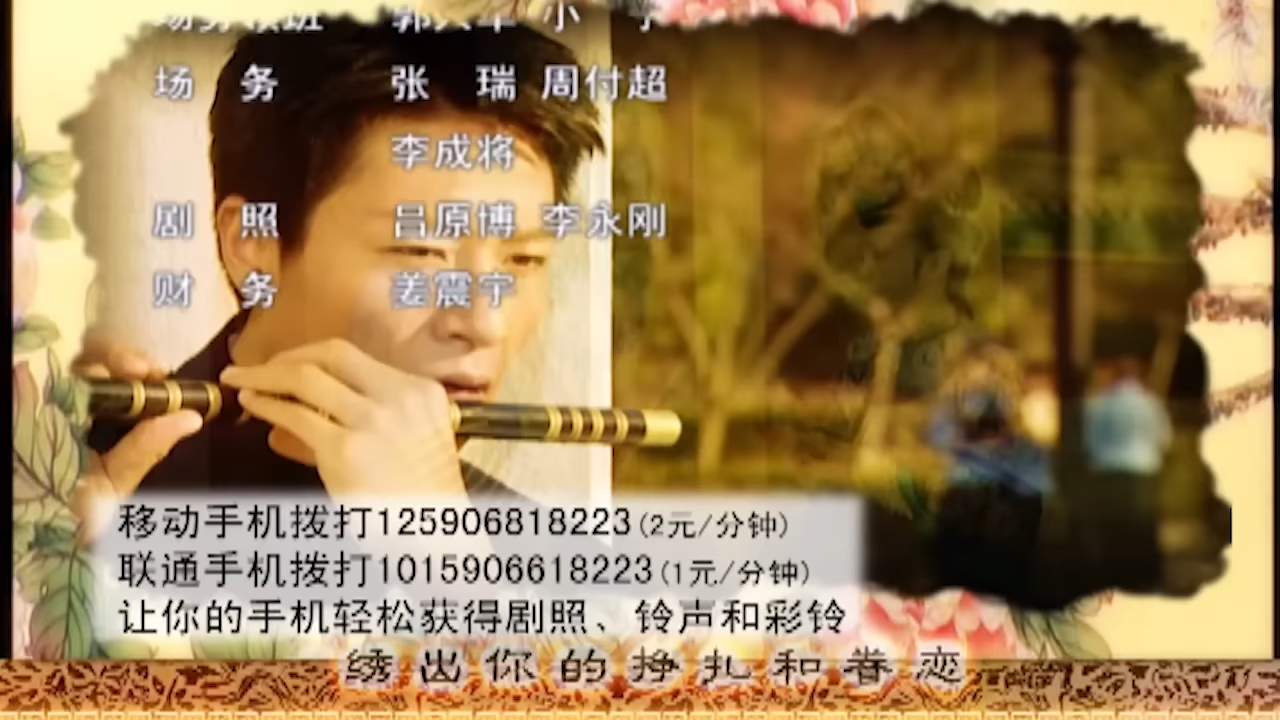 场务 张瑞 周付超
李成将
剧照 吕原博 李永刚
财务 姜震宁
移动手机拨打125906818223(2元/分钟)
联通手机拨打1015906618223(1元/分钟)
让你的手机轻松获得剧照、铃声和彩铃
绣出你的挣扎和眷恋